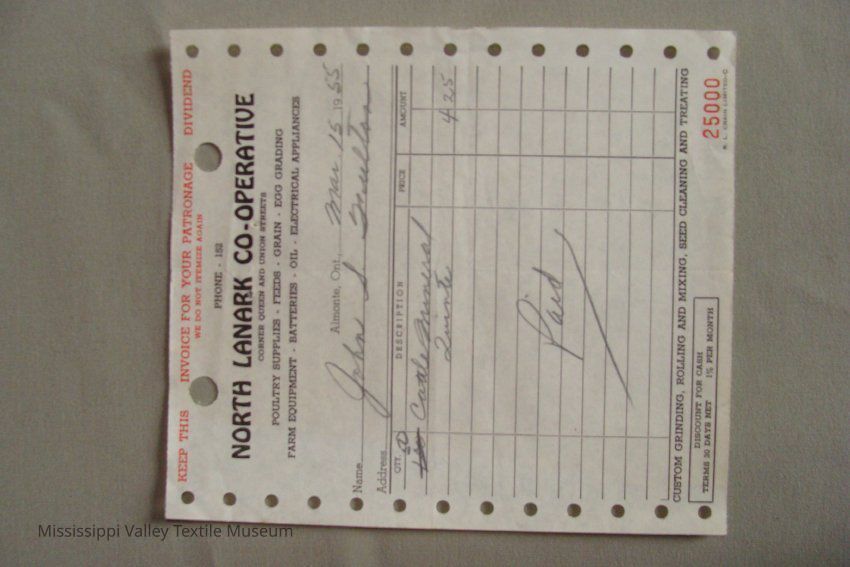 KEEP THIS INVOICE FOR YOUR PATRONAGE DIVIDEND
WE DO NOT ITEMIZE AGAIN
PHONE - 152
NORTH LANARK CO-OPERATIVE
CORNER QUEEN AND UNION STREETS
POULTRY SUPPLIES - FEEDS - GRAIN - EGG GRADING
FARM EQUIPMENT - BATTERIES - OIL - ELECTRICAL APPLIANCES
Almonte, Ont., Mar 15 1955
Name John S
Address
QTY. DESCRIPTION PRICE AMOUNT
50 Cattle Mineral
Quinte 4 25
Paid
CUSTOM GRINDING, ROLLING AND MIXING, SEED CLEANING AND TREATING
DISCOUNT FOR CASH
TERMS 30 DAYS NET 1% PER MONTH
25000
R. L. CRAIN LIMITED-C
Mississippi Valley Textile Museum